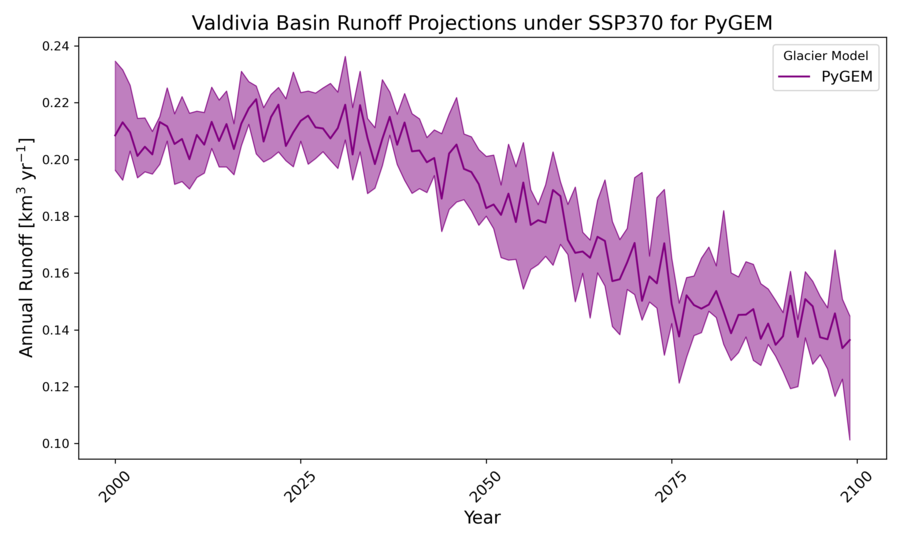 Valdivia Basin Runoff Projections under SSP370 for PyGEM
Glacier Model
PyGEM
Annual Runoff [km³ yr⁻¹]
0.24
0.22
0.20
0.18
0.16
0.14
0.12
0.10
2000
2025
2050
2075
2100
Year